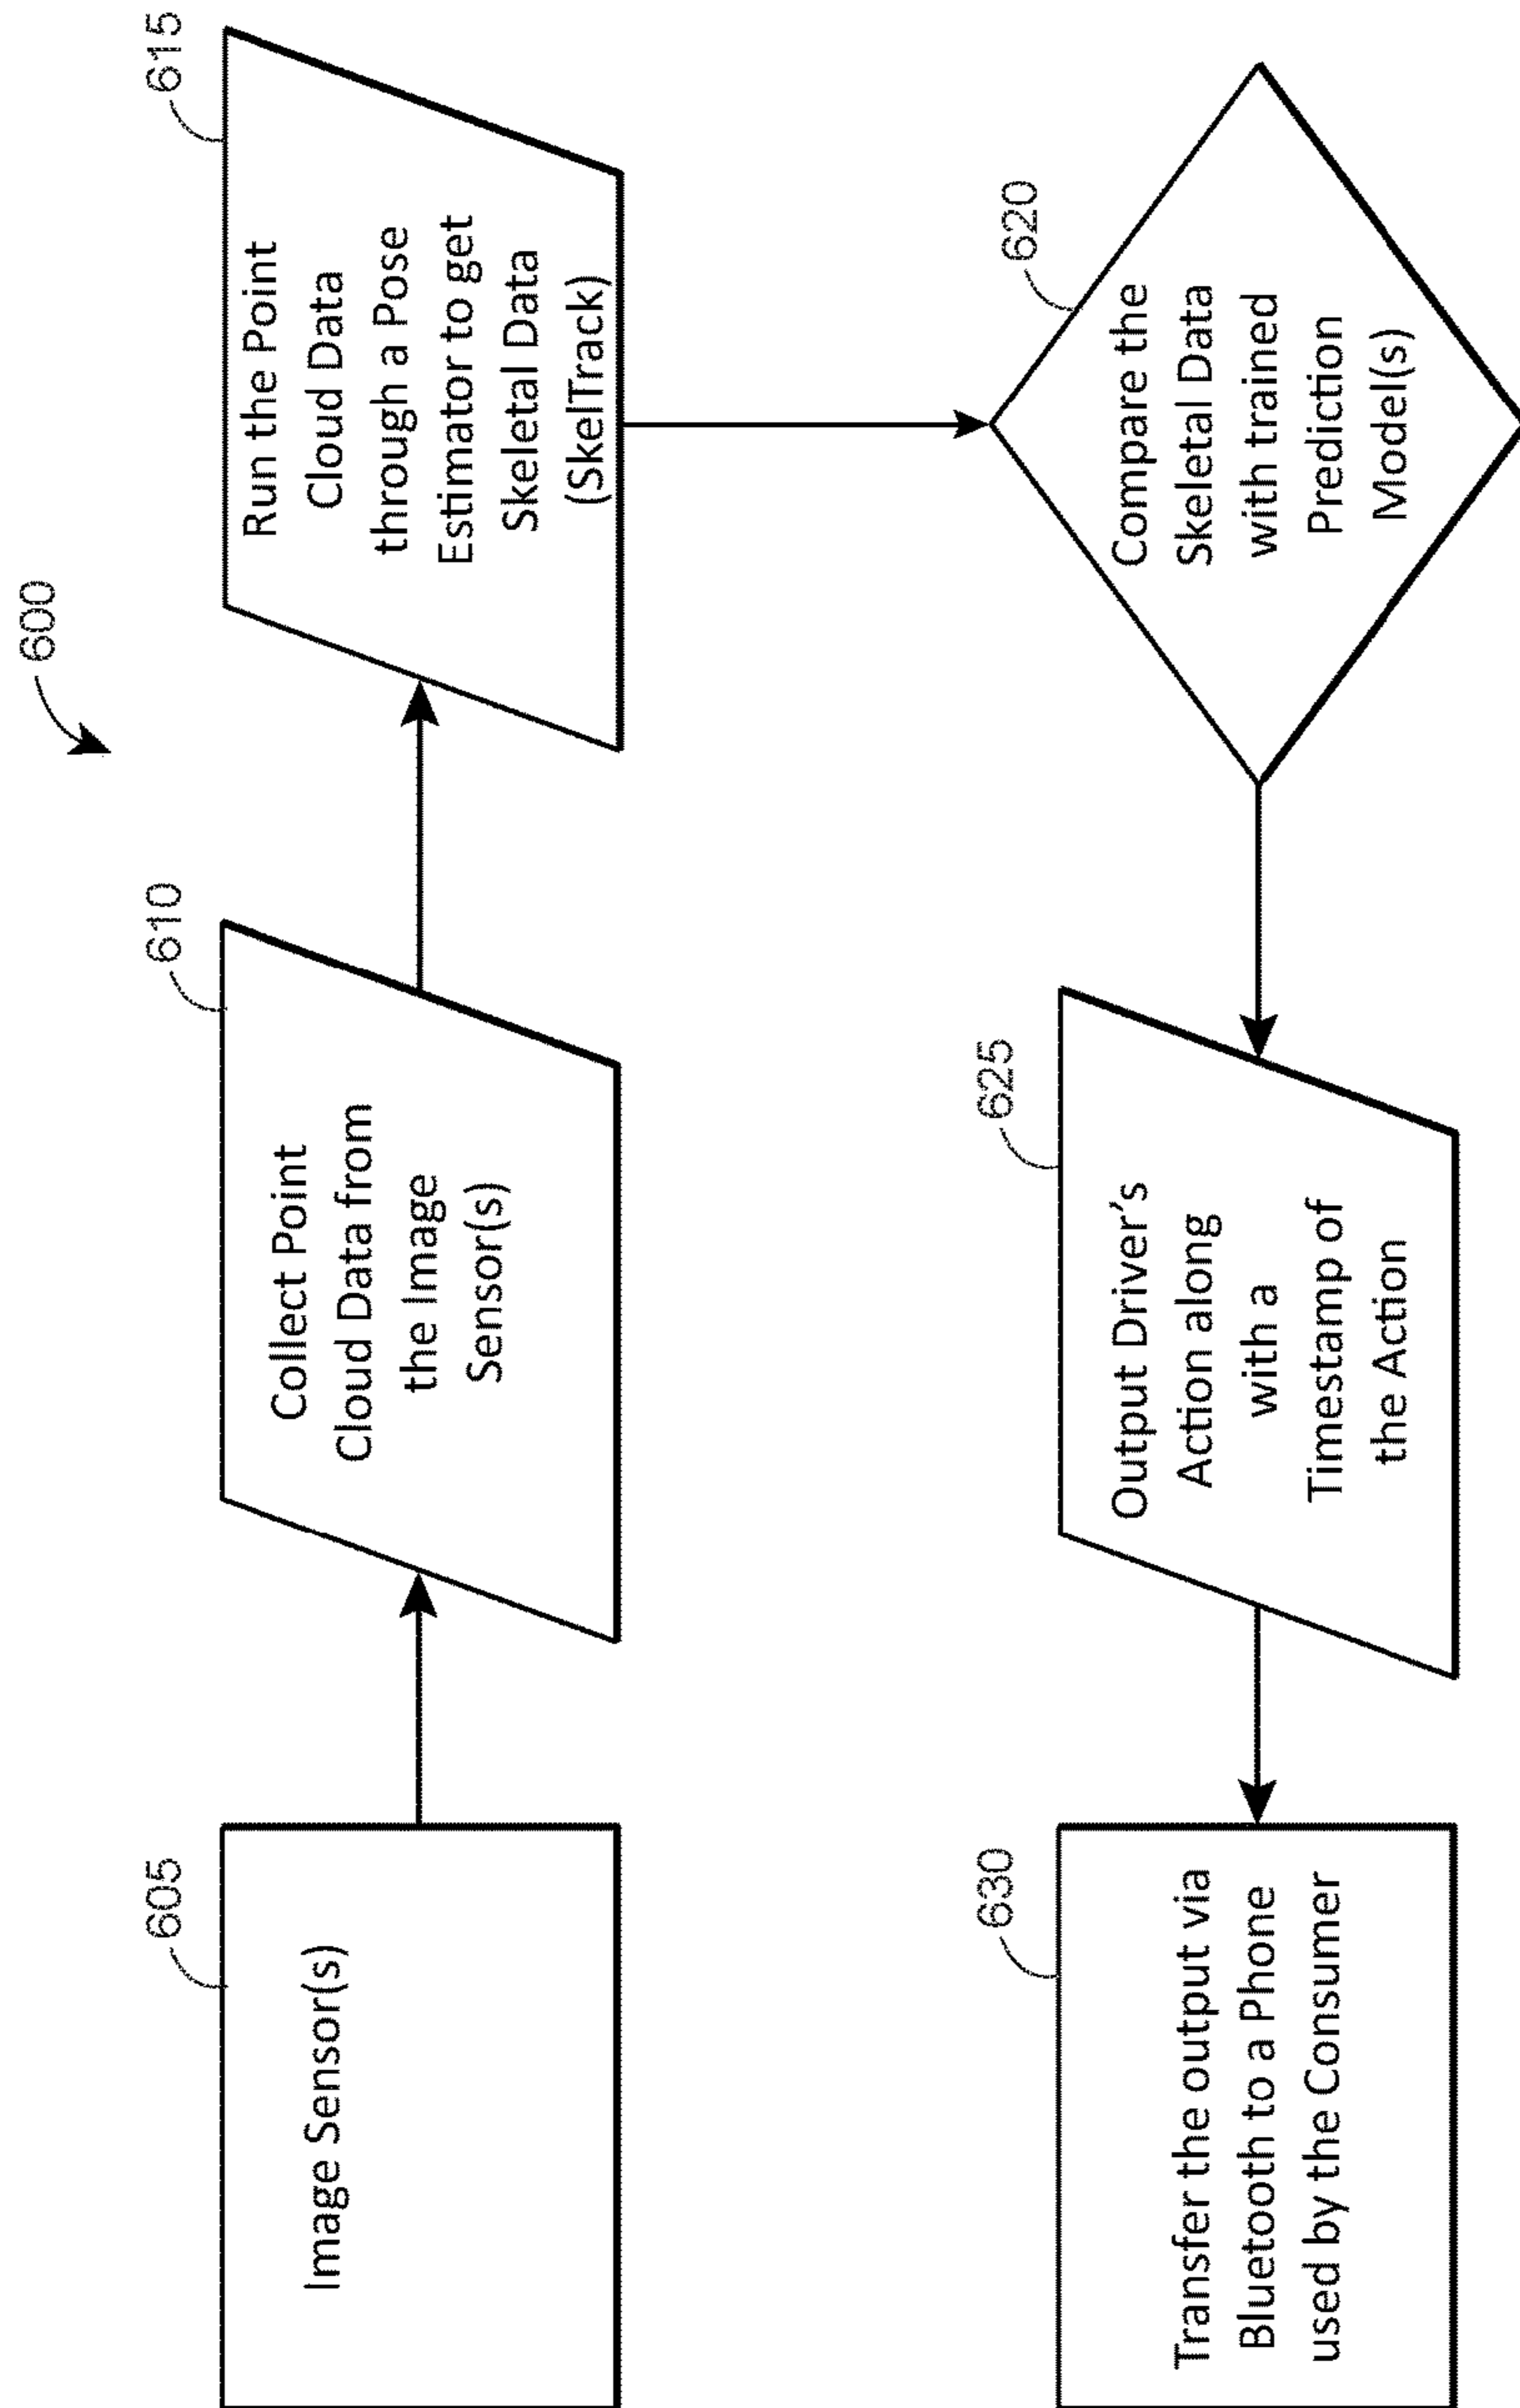 600
605
Image Sensor(s)
610
Collect Point
Cloud Data from
the Image
Sensor(s)
615
Run the Point
Cloud Data
through a Pose
Estimator to get
Skeletal Data
(SkelTrack)
620
Compare the
Skeletal Data
with trained
Prediction
Model(s)
625
Output Driver’s
Action along
with a
Timestamp of
the Action
630
Transfer the output via
Bluetooth to a Phone
used by the Consumer